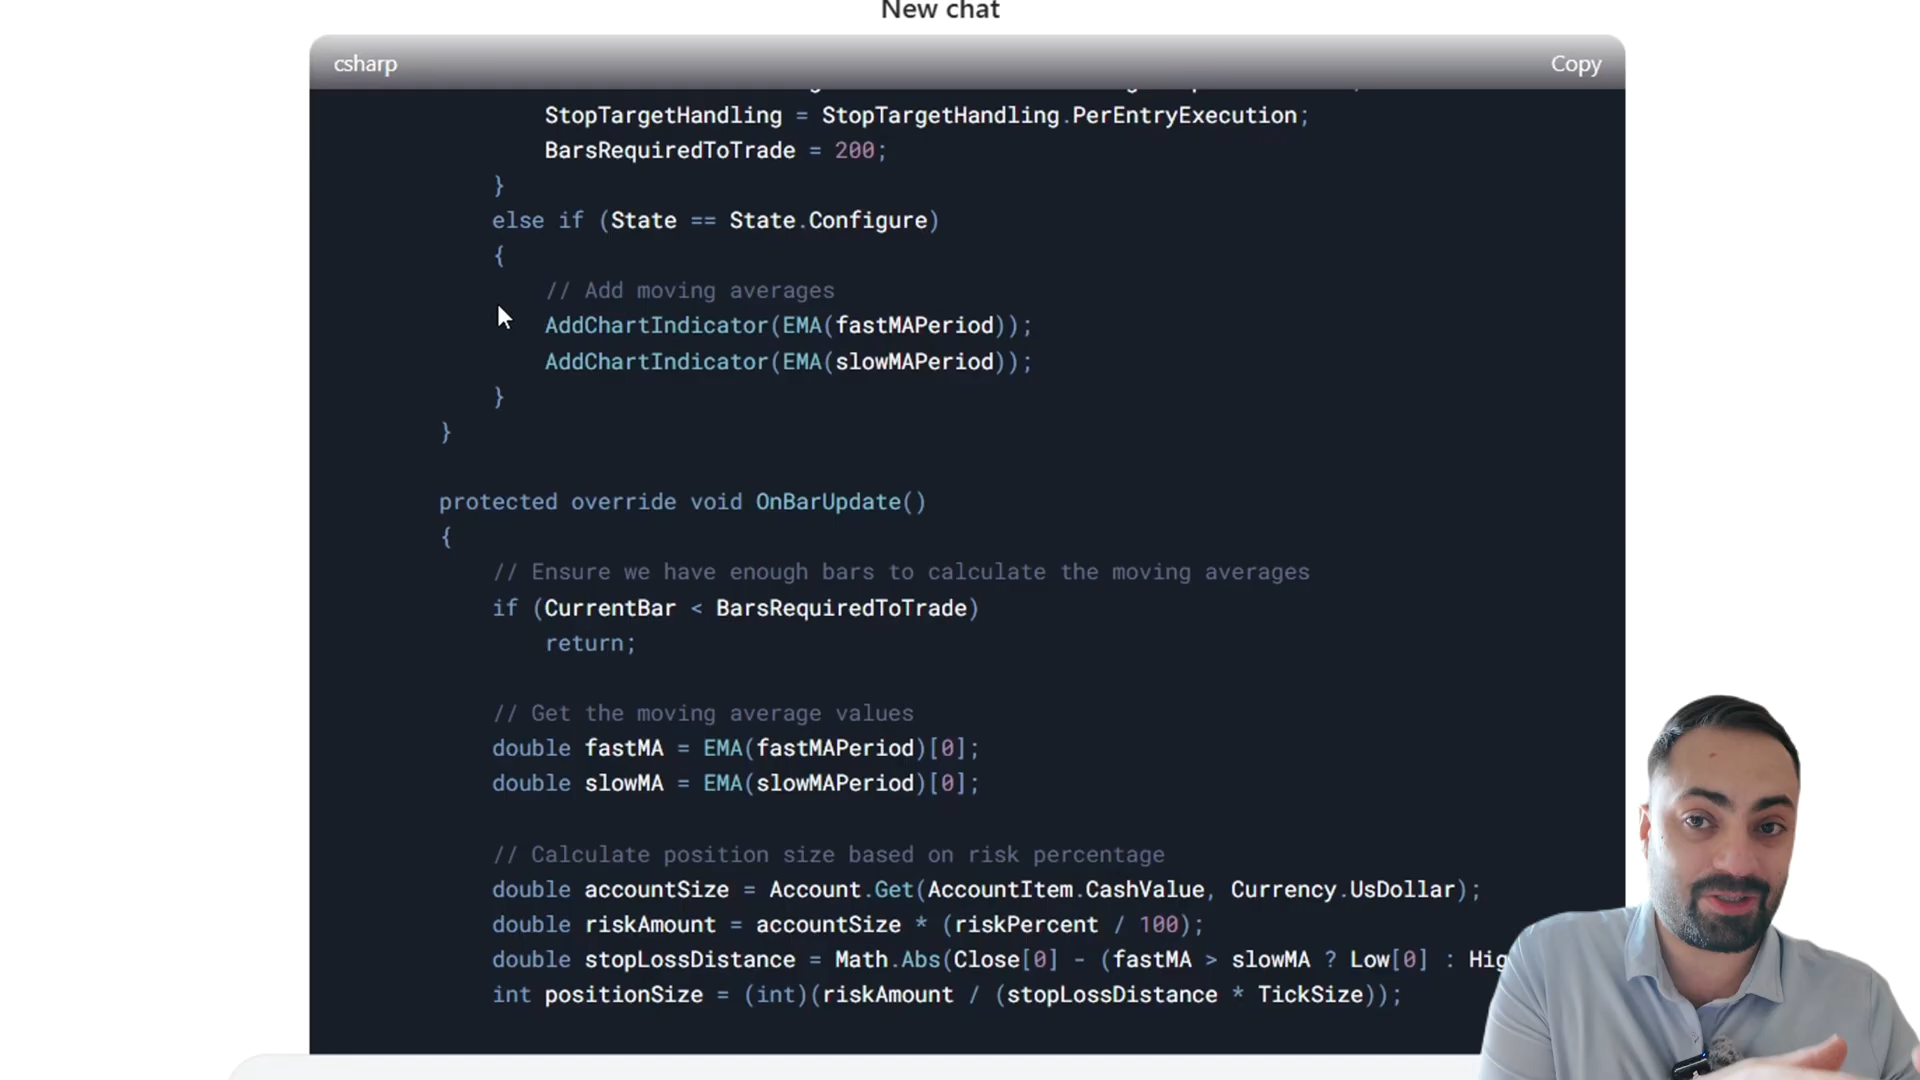 New chat
csharp
Copy
StopTargetHandling = StopTargetHandling.PerEntryExecution;
BarsRequiredToTrade = 200;
}
else if (State == State.Configure)
{
// Add moving averages
AddChartIndicator(EMA(fastMAPeriod));
AddChartIndicator(EMA(slowMAPeriod));
}
}
protected override void OnBarUpdate()
{
// Ensure we have enough bars to calculate the moving averages
if (CurrentBar < BarsRequiredToTrade)
return;
// Get the moving average values
double fastMA = EMA(fastMAPeriod)[0];
double slowMA = EMA(slowMAPeriod)[0];
// Calculate position size based on risk percentage
double accountSize = Account.Get(AccountItem.CashValue, Currency.UsDollar);
double riskAmount = accountSize * (riskPercent / 100);
double stopLossDistance = Math.Abs(Close[0] - (fastMA > slowMA ? Low[0] : Hig
int positionSize = (int)(riskAmount / (stopLossDistance * TickSize));